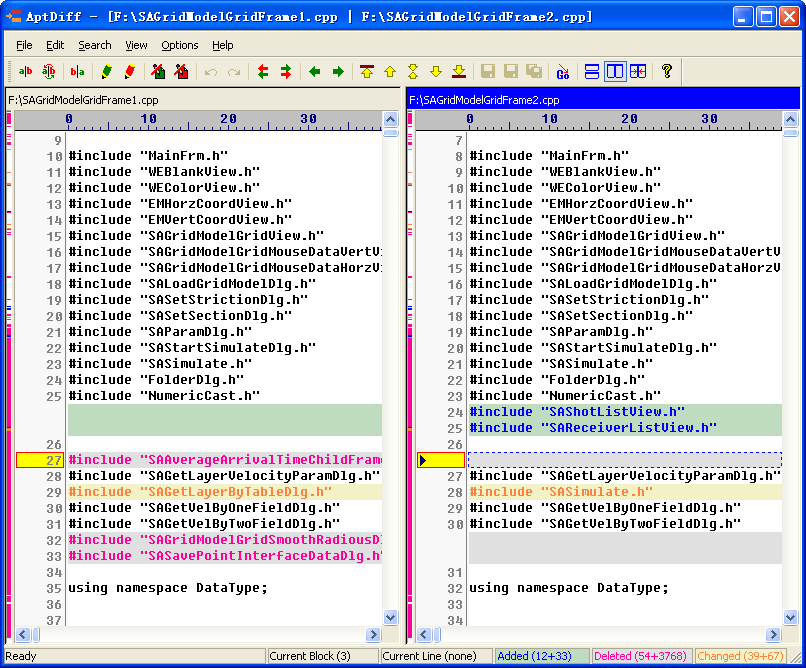 AptDiff - [F:\SAGridModelGridFrame1.cpp | F:\SAGridModelGridFrame2.cpp]
File Edit Search View Options Help
a|b a|b b|a Go ?
F:\SAGridModelGridFrame1.cpp
0 10 20 30
9
10 #include "MainFrm.h"
11 #include "WEBlankView.h"
12 #include "WEColorView.h"
13 #include "EMHorzCoordView.h"
14 #include "EMVertCoordView.h"
15 #include "SAGridModelGridView.h"
16 #include "SAGridModelGridMouseDataVertVi
17 #include "SAGridModelGridMouseDataHorzVi
18 #include "SALoadGridModelDlg.h"
19 #include "SASetStrictionDlg.h"
20 #include "SASetSectionDlg.h"
21 #include "SAParamDlg.h"
22 #include "SAStartSimulateDlg.h"
23 #include "SASimulate.h"
24 #include "FolderDlg.h"
25 #include "NumericCast.h"
26
27 #include "SAAverageArrivalTimeChildFrame
28 #include "SAGetLayerVelocityParamDlg.h"
29 #include "SAGetLayerByTableDlg.h"
30 #include "SAGetVelByOneFieldDlg.h"
31 #include "SAGetVelByTwoFieldDlg.h"
32 #include "SAGridModelGridSmoothRadiousDl
33 #include "SASavePointInterfaceDataDlg.h"
34
35 using namespace DataType;
36
37
F:\SAGridModelGridFrame2.cpp
0 10 20 30
7
8 #include "MainFrm.h"
9 #include "WEBlankView.h"
10 #include "WEColorView.h"
11 #include "EMHorzCoordView.h"
12 #include "EMVertCoordView.h"
13 #include "SAGridModelGridView.h"
14 #include "SAGridModelGridMouseDataVertV
15 #include "SAGridModelGridMouseDataHorzV
16 #include "SALoadGridModelDlg.h"
17 #include "SASetStrictionDlg.h"
18 #include "SASetSectionDlg.h"
19 #include "SAParamDlg.h"
20 #include "SAStartSimulateDlg.h"
21 #include "SASimulate.h"
22 #include "FolderDlg.h"
23 #include "NumericCast.h"
24 #include "SAShotListView.h"
25 #include "SAReceiverListView.h"
26
27 #include "SAGetLayerVelocityParamDlg.h"
28 #include "SASimulate.h"
29 #include "SAGetVelByOneFieldDlg.h"
30 #include "SAGetVelByTwoFieldDlg.h"
31
32 using namespace DataType;
33
34
Ready Current Block (3) Current Line (none) Added (12+33) Deleted (54+3768) Changed (39+67)